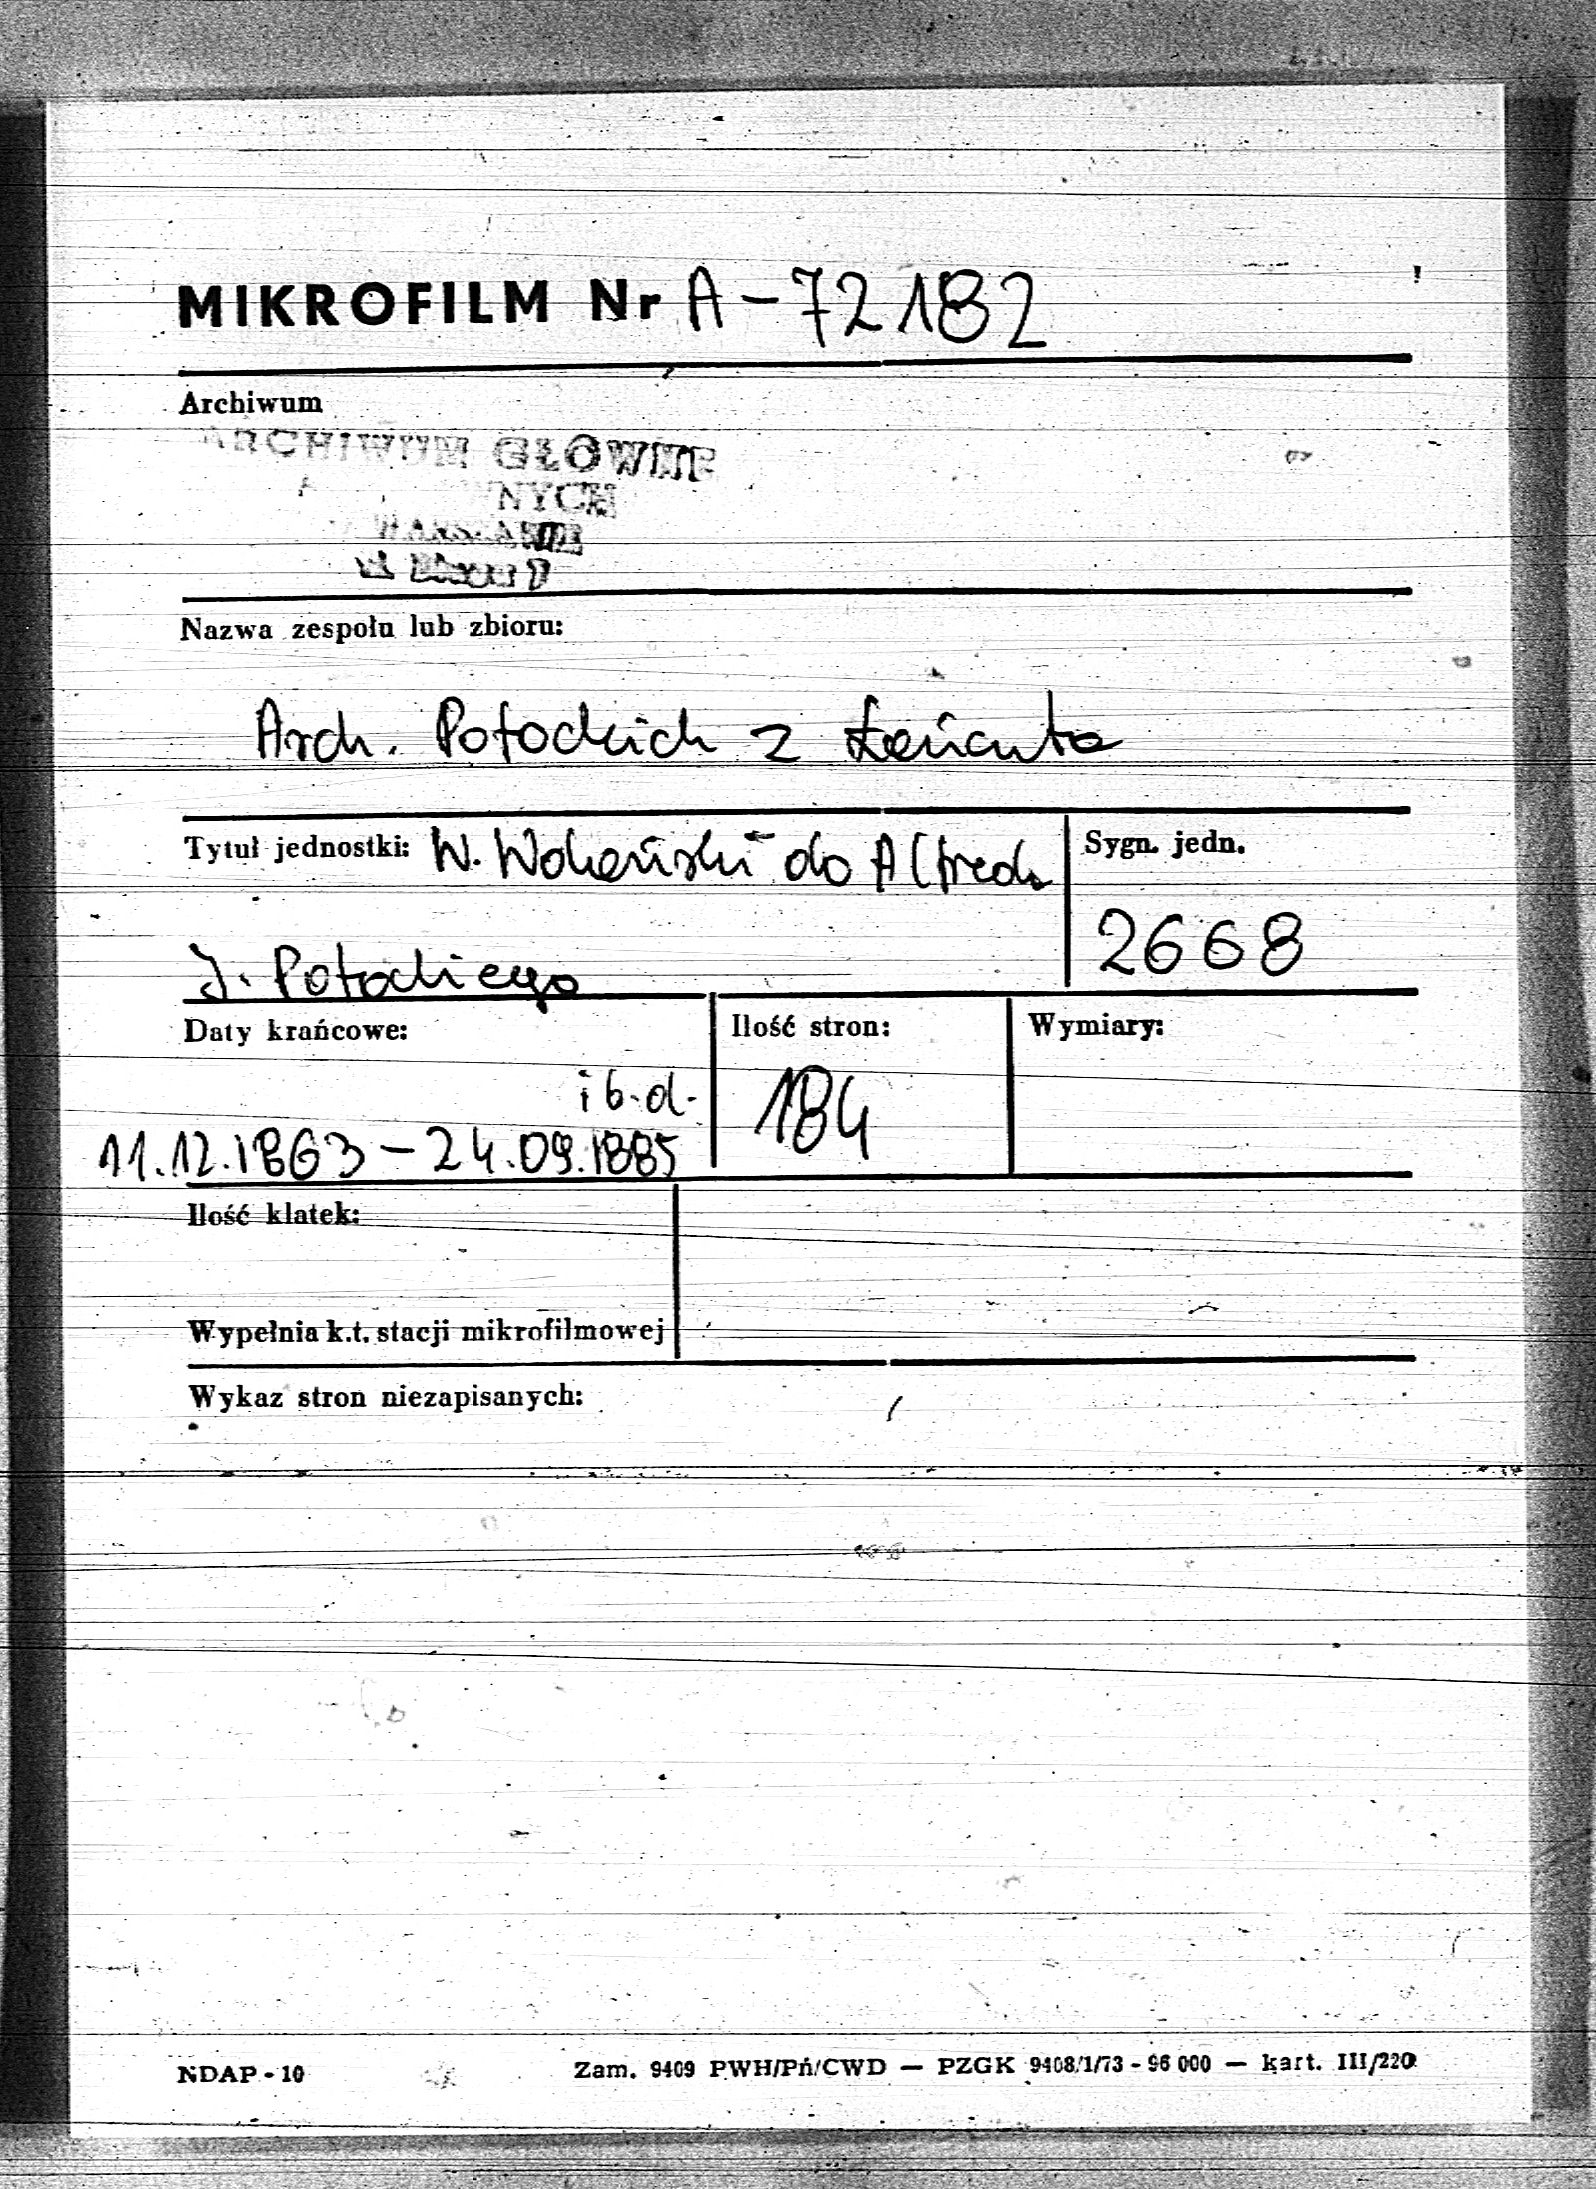 MIKROFILM Nr A-72182
Archiwum
ARCHIWUM GŁÓWNE
NYCH
Nazwa zespołu lub zbioru:
Arch. Potockich z Łańcuta
Tytuł jednostki: W. do Alfreda
Sygn. jedn.
2668
J. Potockiego
Daty krańcowe:
Ilość stron:
Wymiary:
i b.d.
184
11.12.1863 – 24.09.1885
Ilość klatek:
Wypełnia k.t. stacji mikrofilmowej
Wykaz stron niezapisanych:
NDAP - 10
Zam. 9409 PWH/Pń/CWD — PZGK 9408/1/73 - 96 000 — kart. III/220